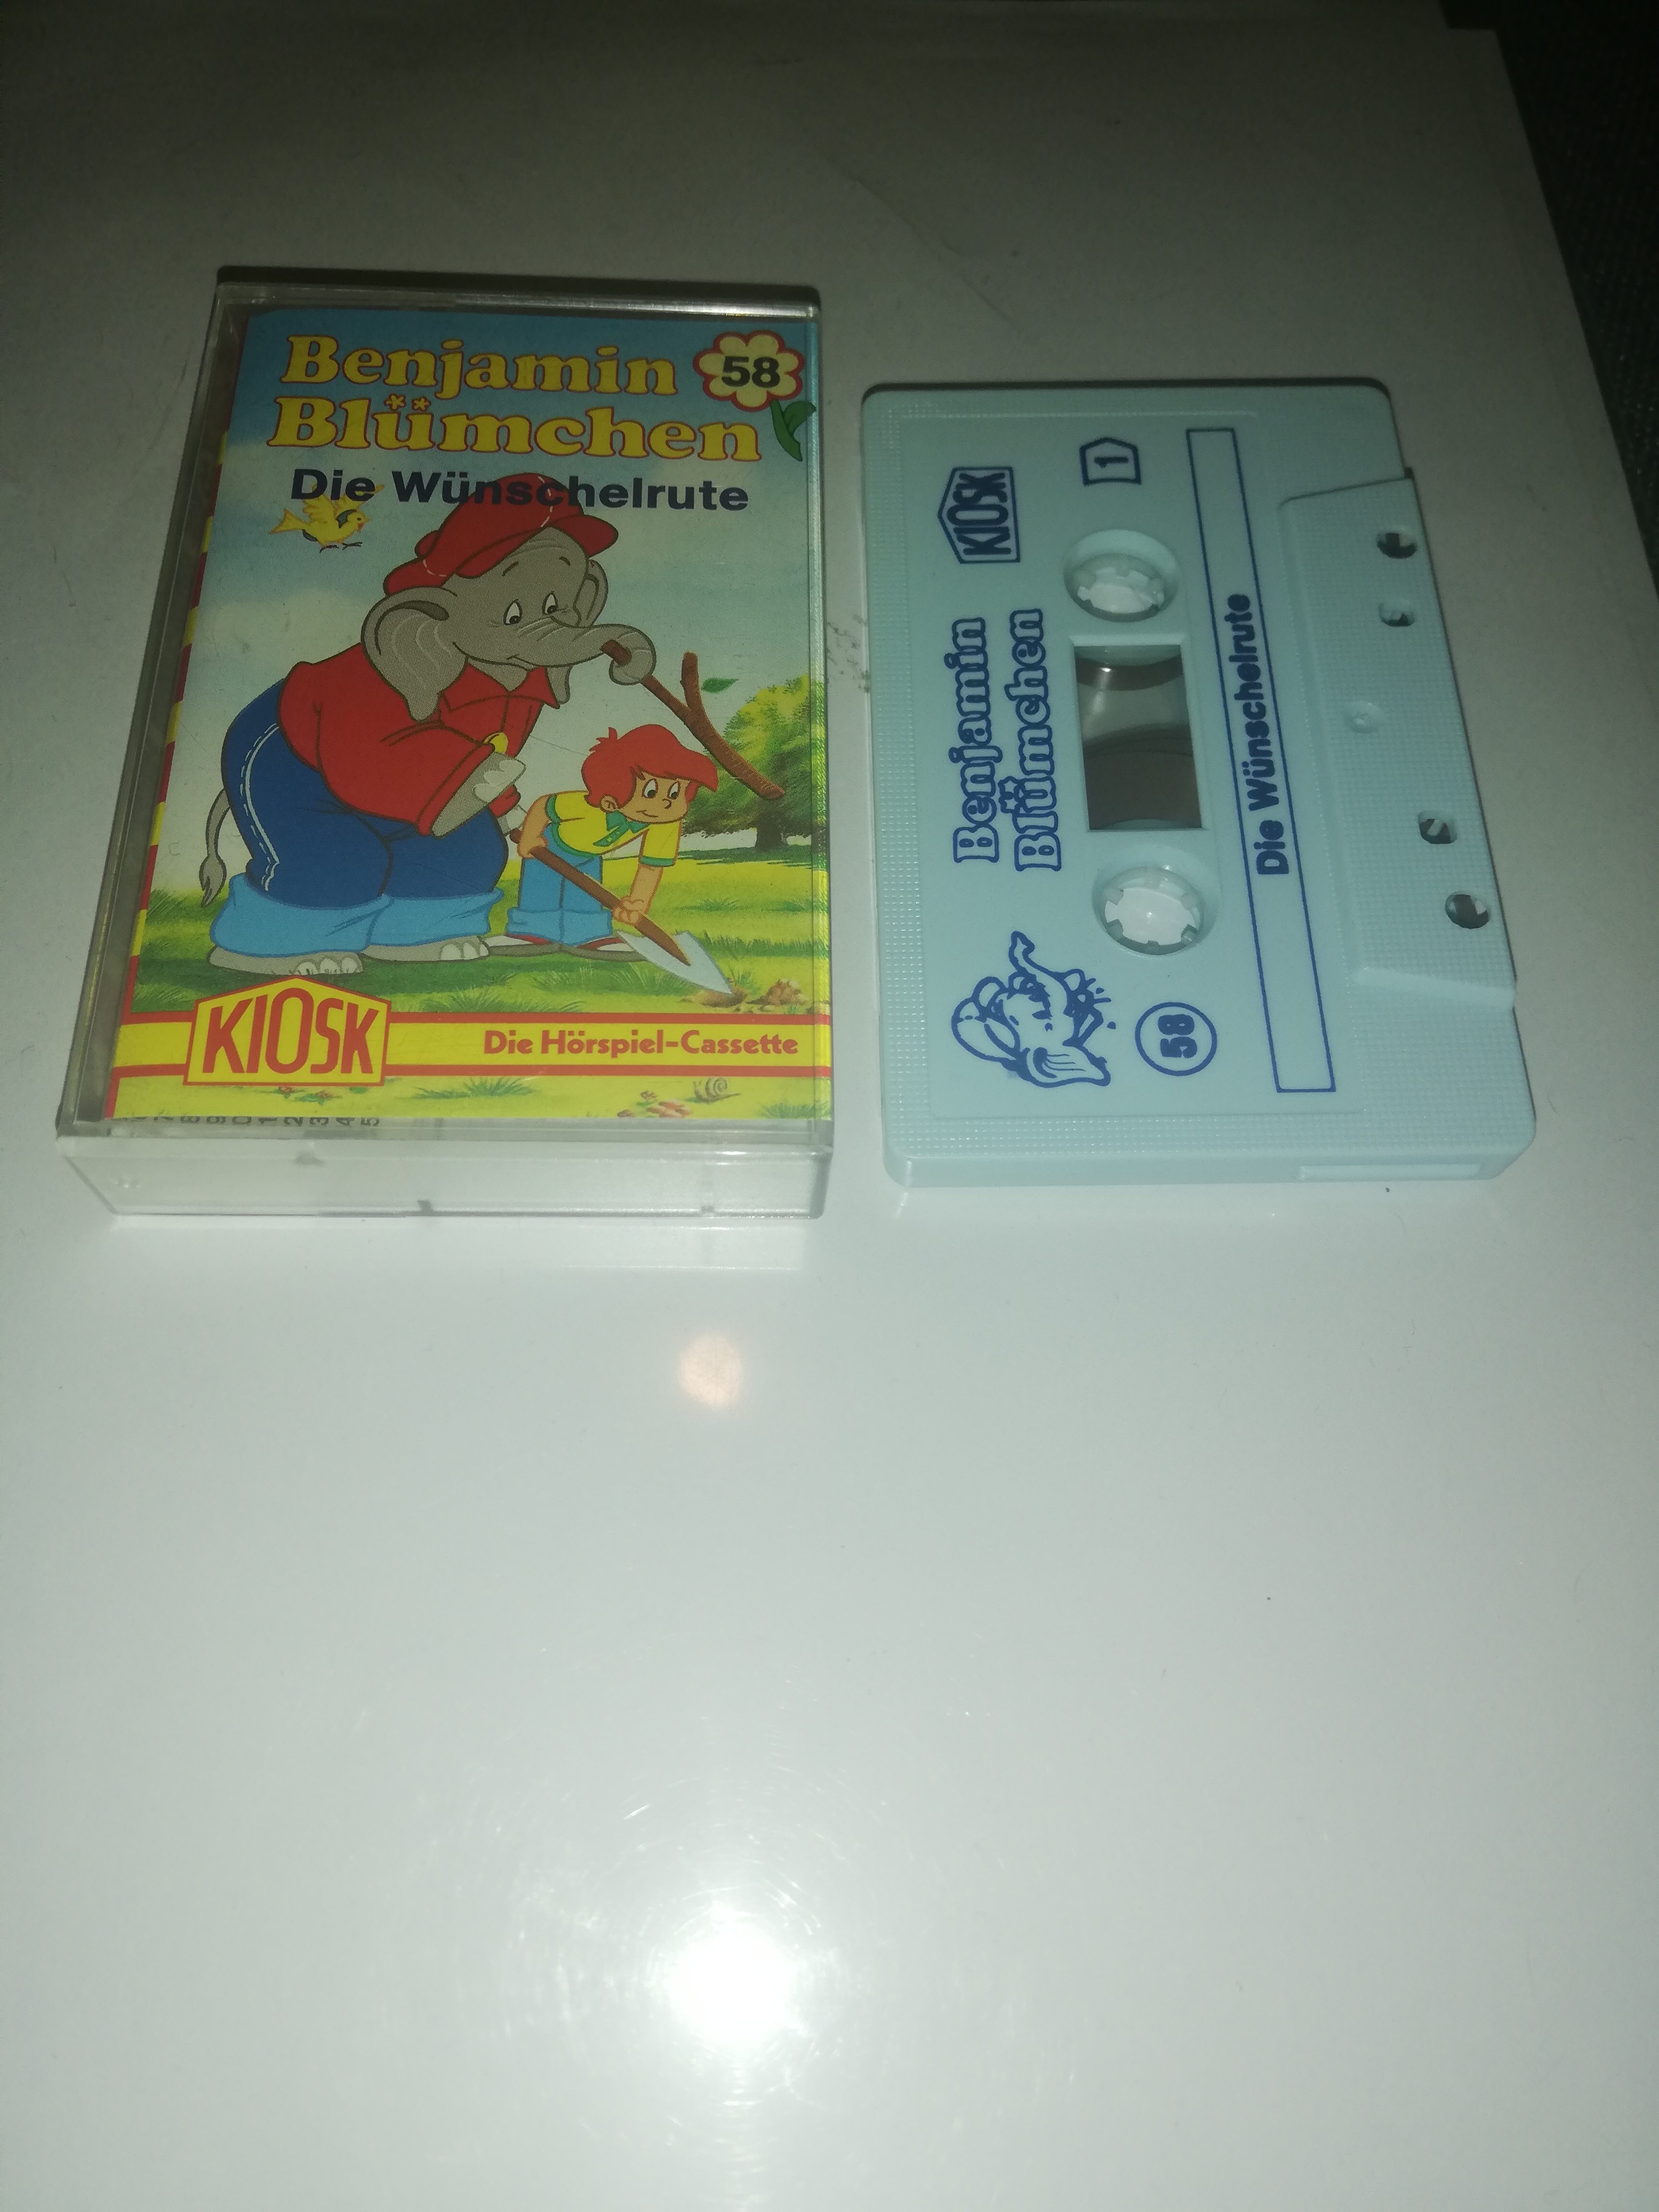 Benjamin
Blümchen
58
Die Wünschelrute
KIOSK
Die Hörspiel-Cassette
KIOSK
1
Benjamin
Blümchen
58
Die Wünschelrute